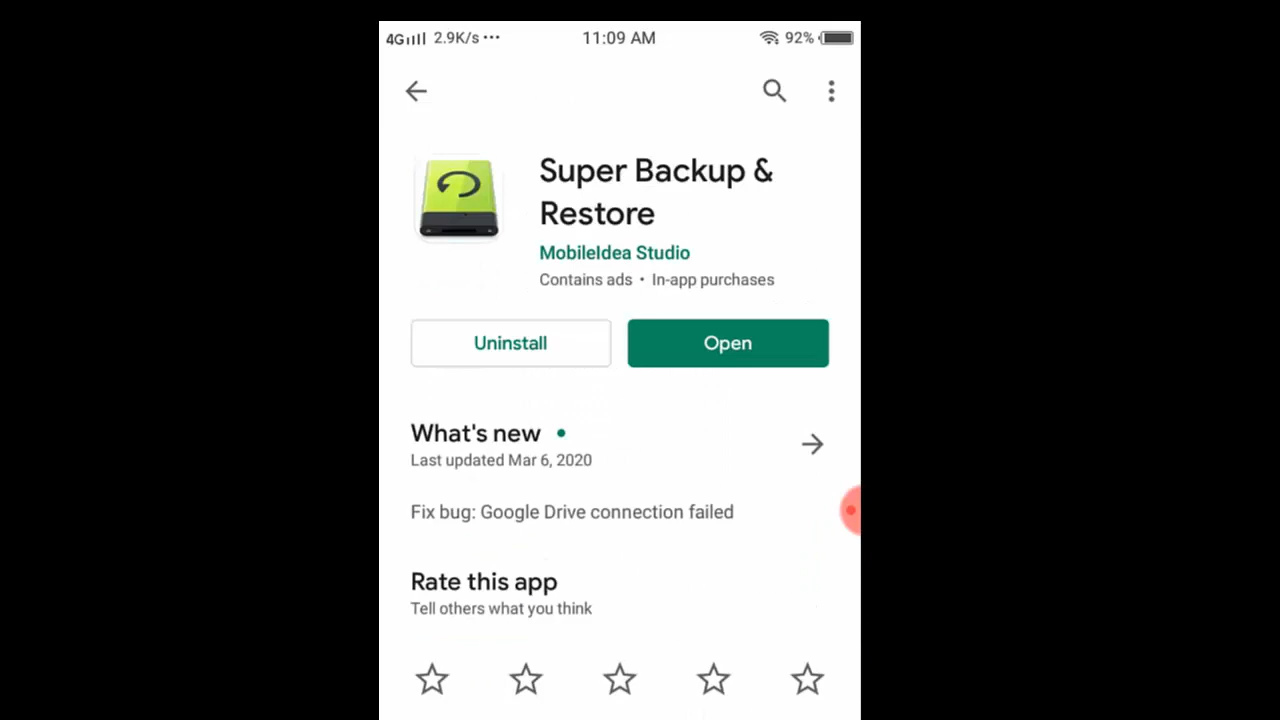 4G 2.9K/s ... 11:09 AM 92%
Super Backup &
Restore
MobileIdea Studio
Contains ads • In-app purchases
Uninstall Open
What's new •
Last updated Mar 6, 2020
Fix bug: Google Drive connection failed
Rate this app
Tell others what you think